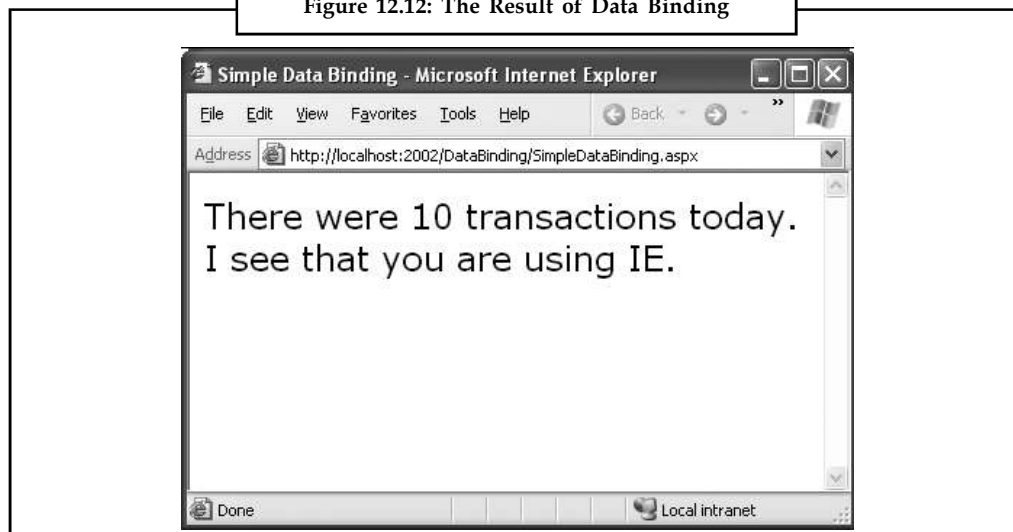 Figure 12.12: The Result of Data Binding
Simple Data Binding - Microsoft Internet Explorer
File Edit View Favorites Tools Help Back »
Address http://localhost:2002/DataBinding/SimpleDataBinding.aspx
There were 10 transactions today.
I see that you are using IE.
Done Local intranet